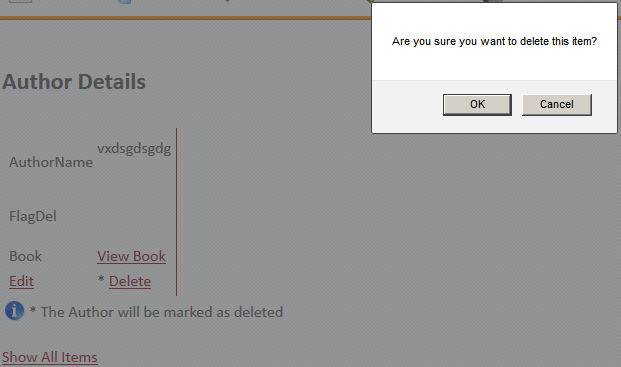 Are you sure you want to delete this item?
OK Cancel
Author Details
vxdsgdsgdg
AuthorName
FlagDel
Book View Book
Edit * Delete
* The Author will be marked as deleted
Show All Items